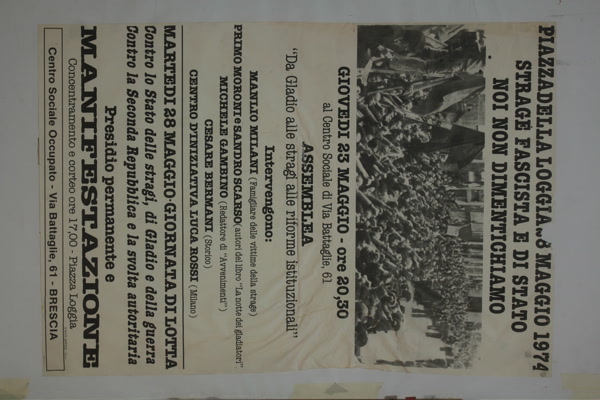 PIAZZA DELLA LOGGIA 8 MAGGIO 1974
STRAGE FASCISTA E DI STATO
NOI NON DIMENTICHIAMO
GIOVEDI 23 MAGGIO - ore 20,30
al Centro Sociale di Via Battaglie, 61
ASSEMBLEA
"Da Gladio alle stragi alle riforme istituzionali"
Intervengono:
MANLIO MILANI (Famigliare delle vittime della strage)
PRIMO MORONI e SANDRO SCARSO (autori del libro "La notte dei gladiatori"
MICHELE GAMBINO (Redattore di "Avvenimenti")
CESARE BERMANI (Storico)
CENTRO D'INIZIATIVA LUCA ROSSI (Milano)
MARTEDI 28 MAGGIO GIORNATA DI LOTTA
Contro lo Stato delle stragi, di Gladio e della guerra
Contro la Seconda Repubblica e la svolta autoritaria
Presidio permanente e
MANIFESTAZIONE
Concentramento e corteo ore 17,00 - Piazza Loggia
Centro Sociale Occupato - Via Battaglie, 61 - BRESCIA